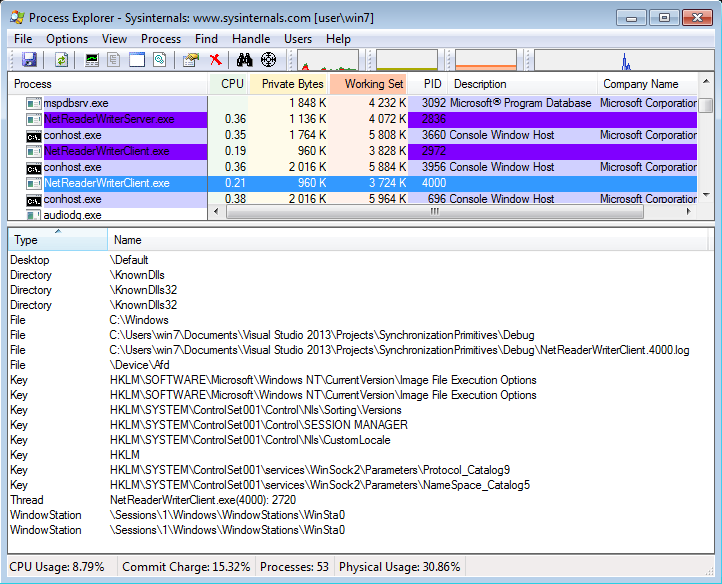 Process Explorer - Sysinternals: www.sysinternals.com [user\win7]
File Options View Process Find Handle Users Help
Process CPU Private Bytes Working Set PID Description Company Name
mspdbsrv.exe 1 848 K 4 232 K 3092 Microsoft® Program Database Microsoft Corporation
NetReaderWriterServer.exe 0.36 1 136 K 4 072 K 2836
conhost.exe 0.35 1 764 K 5 808 K 3660 Console Window Host Microsoft Corporation
NetReaderWriterClient.exe 0.19 960 K 3 828 K 2972
conhost.exe 0.36 2 016 K 5 884 K 3956 Console Window Host Microsoft Corporation
NetReaderWriterClient.exe 0.21 960 K 3 724 K 4000
conhost.exe 0.38 2 016 K 5 964 K 696 Console Window Host Microsoft Corporation
audiodg.exe
Type Name
Desktop \Default
Directory \KnownDlls
Directory \KnownDlls32
Directory \KnownDlls32
File C:\Windows
File C:\Users\win7\Documents\Visual Studio 2013\Projects\SynchronizationPrimitives\Debug
File C:\Users\win7\Documents\Visual Studio 2013\Projects\SynchronizationPrimitives\Debug\NetReaderWriterClient.4000.log
File \Device\Afd
Key HKLM\SOFTWARE\Microsoft\Windows NT\CurrentVersion\Image File Execution Options
Key HKLM\SOFTWARE\Microsoft\Windows NT\CurrentVersion\Image File Execution Options
Key HKLM\SYSTEM\ControlSet001\Control\Nls\Sorting\Versions
Key HKLM\SYSTEM\ControlSet001\Control\SESSION MANAGER
Key HKLM\SYSTEM\ControlSet001\Control\Nls\CustomLocale
Key HKLM
Key HKLM\SYSTEM\ControlSet001\services\WinSock2\Parameters\Protocol_Catalog9
Key HKLM\SYSTEM\ControlSet001\services\WinSock2\Parameters\NameSpace_Catalog5
Thread NetReaderWriterClient.exe(4000): 2720
WindowStation \Sessions\1\Windows\WindowStations\WinSta0
WindowStation \Sessions\1\Windows\WindowStations\WinSta0
CPU Usage: 8.79% Commit Charge: 15.32% Processes: 53 Physical Usage: 30.86%